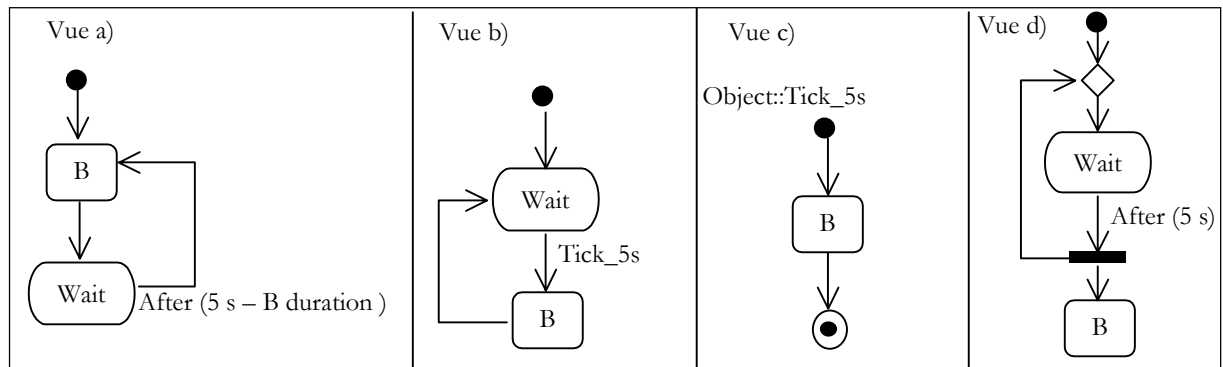 Vue a)
B
Wait
After (5 s – B duration )
Vue b)
Wait
Tick_5s
B
Vue c)
Object::Tick_5s
B
Vue d)
Wait
After (5 s)
B